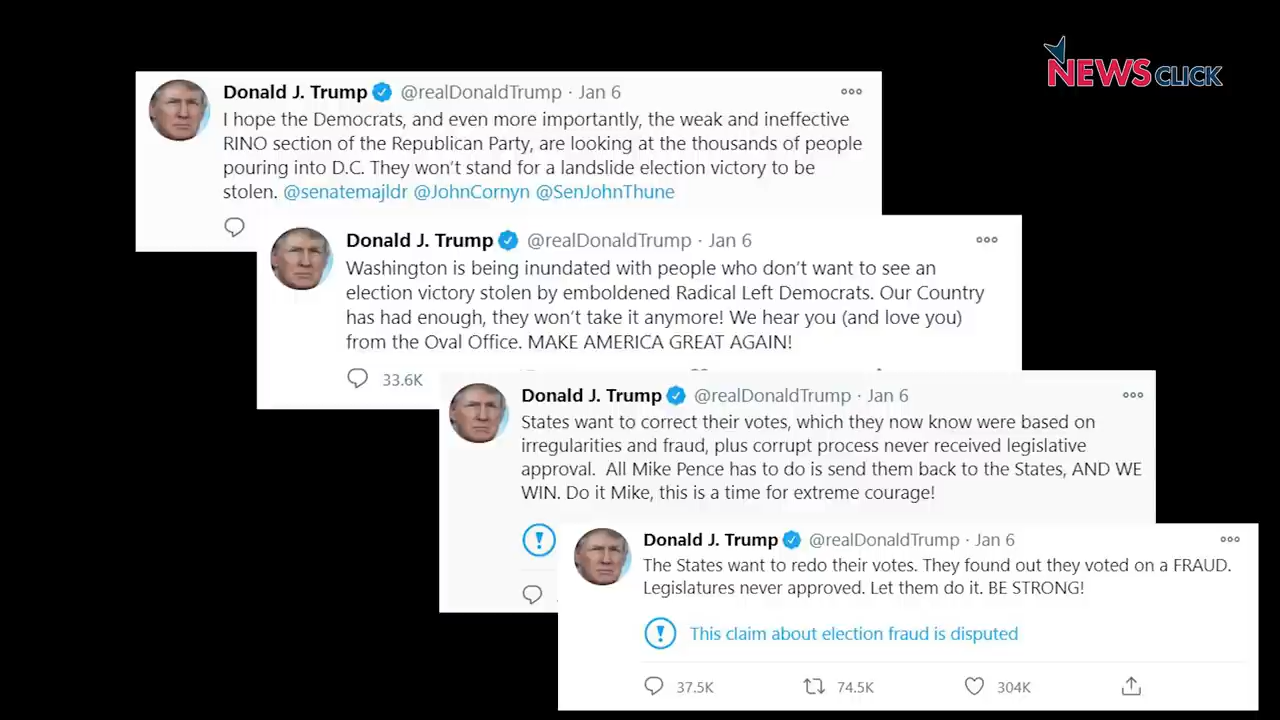 NEWSCLICK
Donald J. Trump @realDonaldTrump · Jan 6
I hope the Democrats, and even more importantly, the weak and ineffective
RINO section of the Republican Party, are looking at the thousands of people
pouring into D.C. They won't stand for a landslide election victory to be
stolen. @senatemajldr @JohnCornyn @SenJohnThune
Donald J. Trump @realDonaldTrump · Jan 6
Washington is being inundated with people who don't want to see an
election victory stolen by emboldened Radical Left Democrats. Our Country
has had enough, they won't take it anymore! We hear you (and love you)
from the Oval Office. MAKE AMERICA GREAT AGAIN!
33.6K
Donald J. Trump @realDonaldTrump · Jan 6
States want to correct their votes, which they now know were based on
irregularities and fraud, plus corrupt process never received legislative
approval. All Mike Pence has to do is send them back to the States, AND WE
WIN. Do it Mike, this is a time for extreme courage!
Donald J. Trump @realDonaldTrump · Jan 6
The States want to redo their votes. They found out they voted on a FRAUD.
Legislatures never approved. Let them do it. BE STRONG!
This claim about election fraud is disputed
37.5K 74.5K 304K